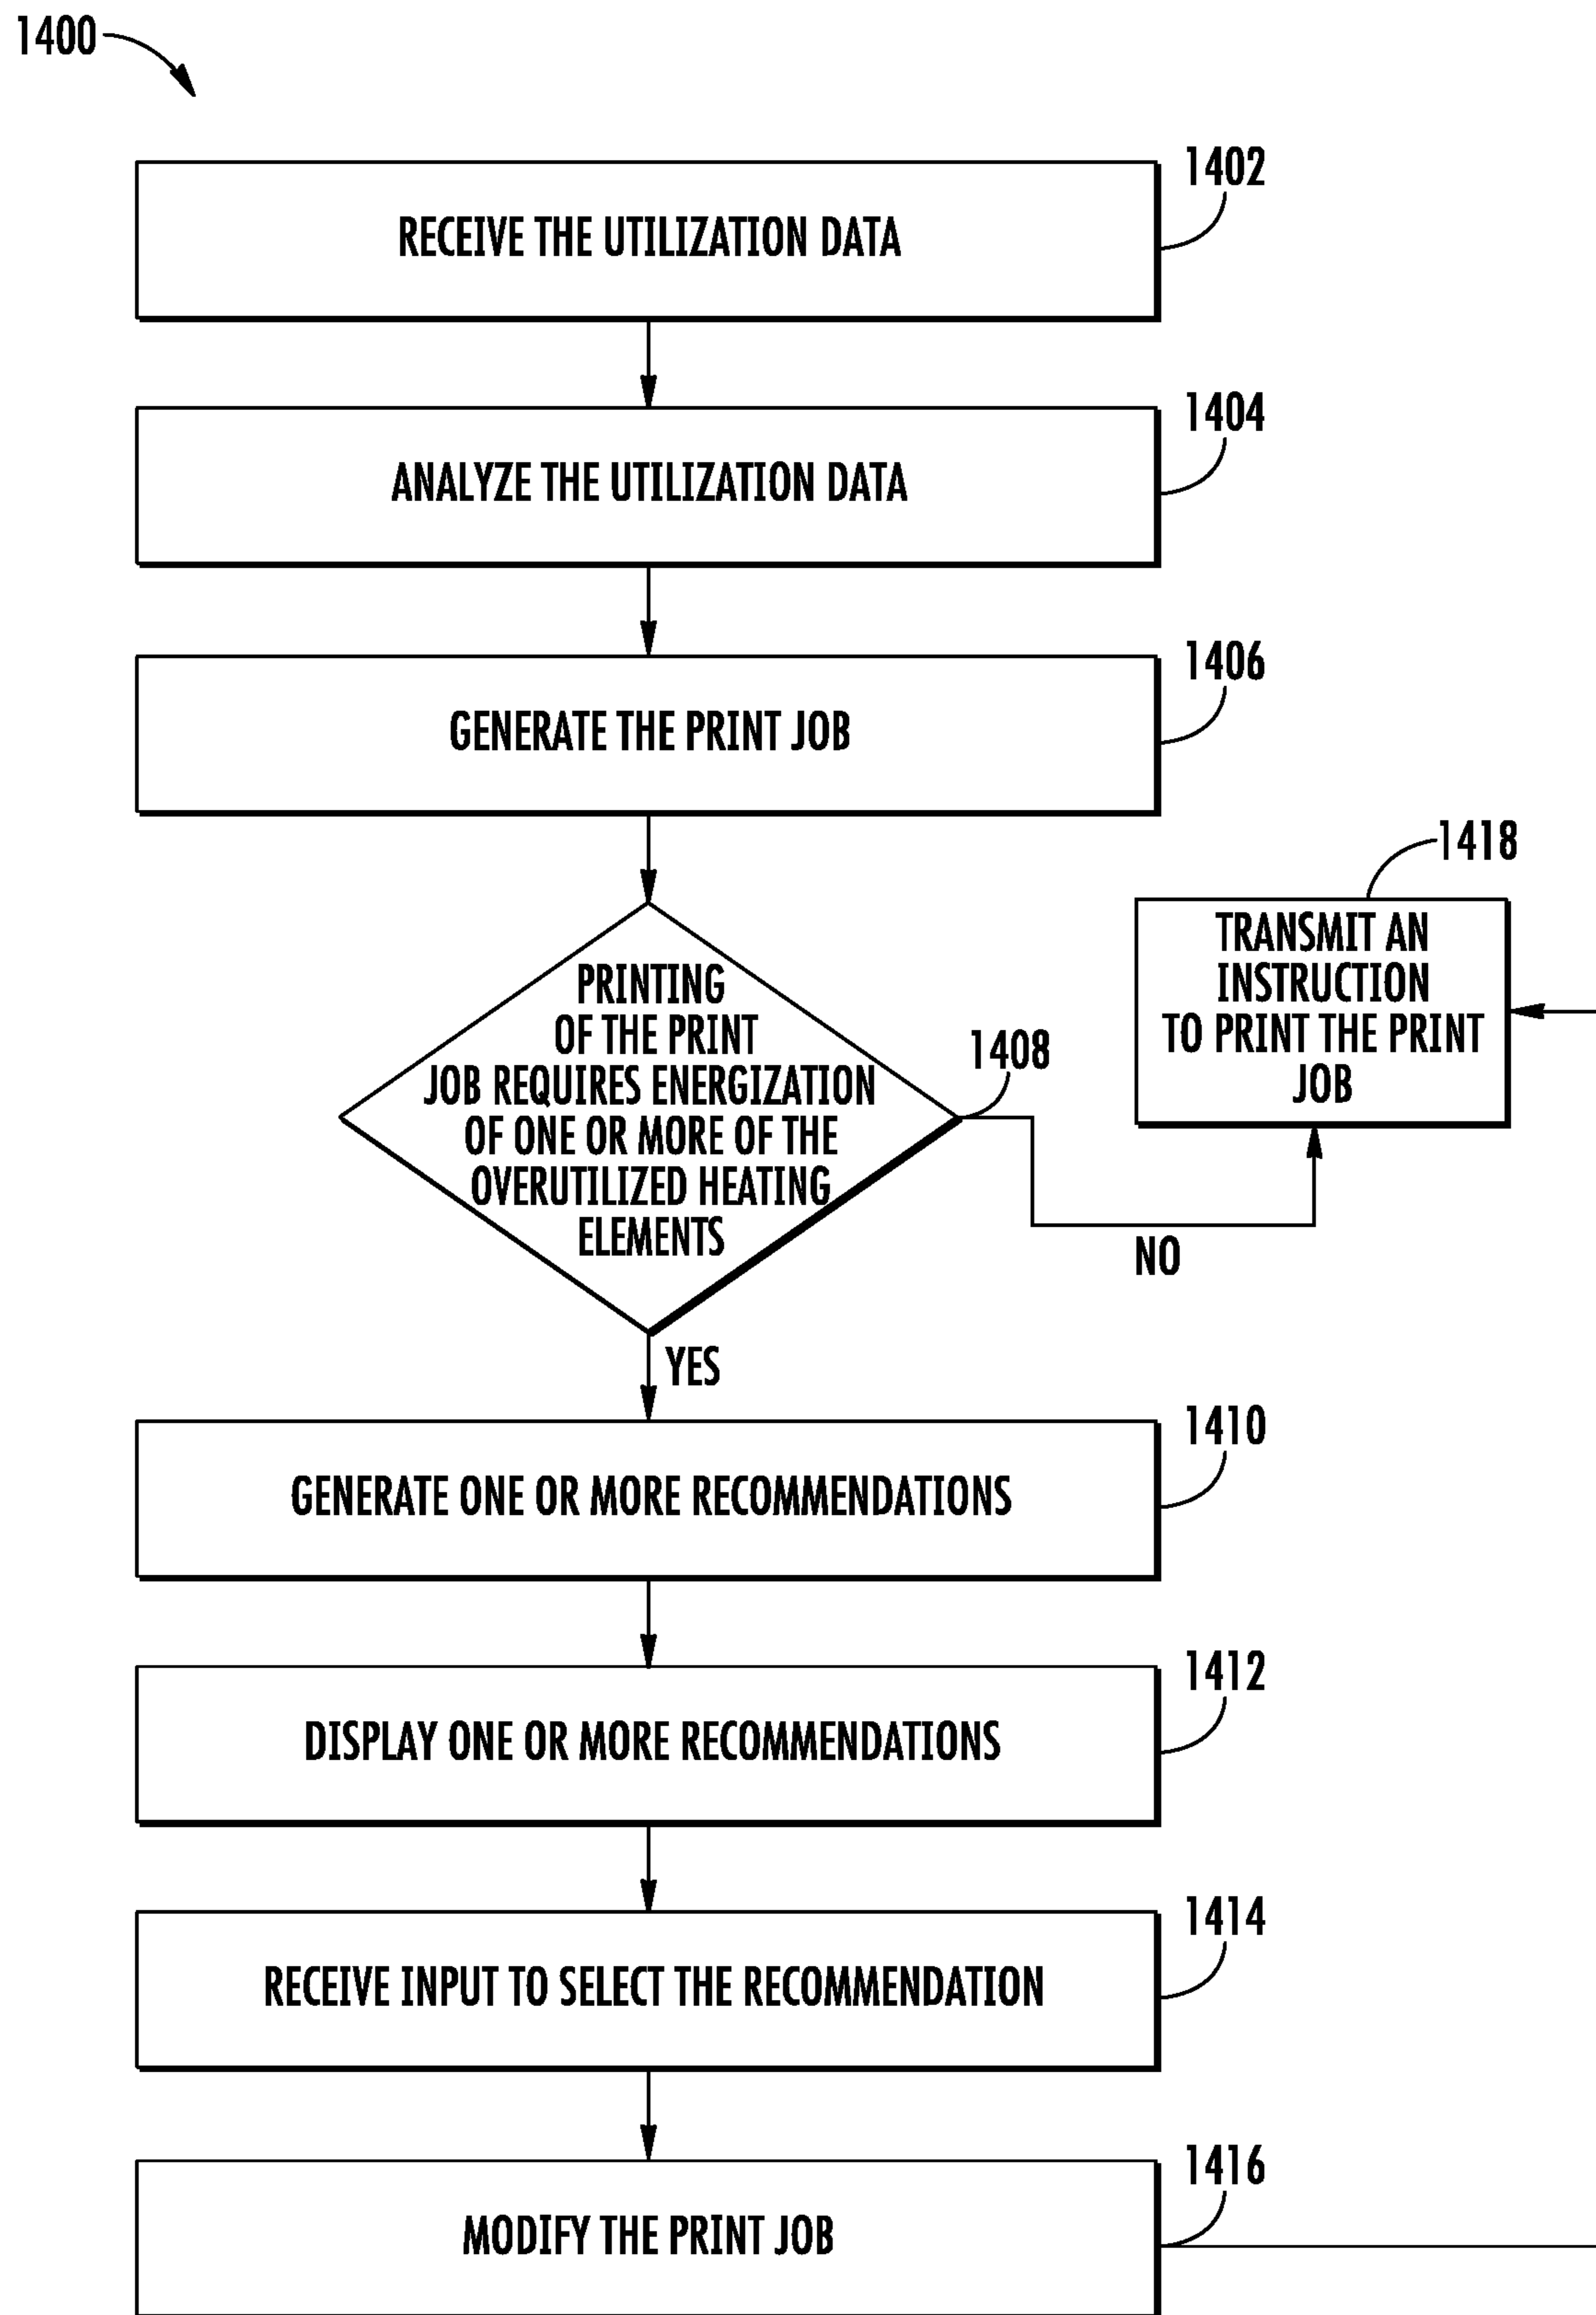 1400
1402
RECEIVE THE UTILIZATION DATA
1404
ANALYZE THE UTILIZATION DATA
1406
GENERATE THE PRINT JOB
1418
TRANSMIT AN
INSTRUCTION
TO PRINT THE PRINT
JOB
PRINTING
OF THE PRINT
JOB REQUIRES ENERGIZATION
OF ONE OR MORE OF THE
OVERUTILIZED HEATING
ELEMENTS
1408
NO
YES
1410
GENERATE ONE OR MORE RECOMMENDATIONS
1412
DISPLAY ONE OR MORE RECOMMENDATIONS
1414
RECEIVE INPUT TO SELECT THE RECOMMENDATION
1416
MODIFY THE PRINT JOB